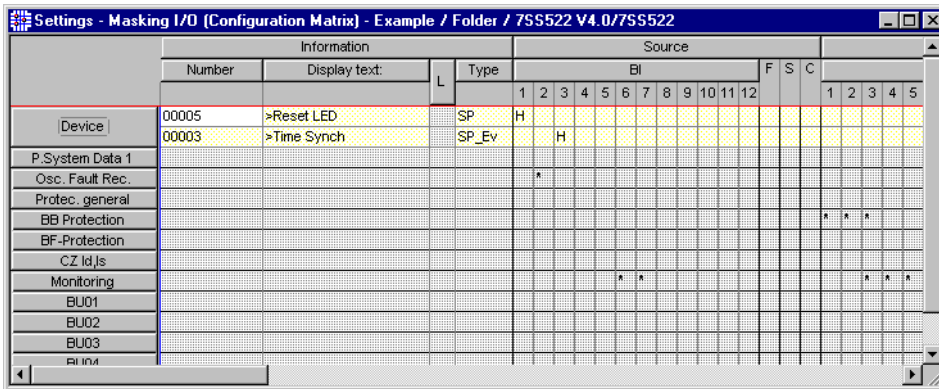 Settings - Masking I/O (Configuration Matrix) - Example / Folder / 7SS522 V4.0/7SS522
Information Source
Number Display text: L Type BI F S C
1 2 3 4 5 6 7 8 9 10 11 12 1 2 3 4 5
Device
00005 >Reset LED SP H
00003 >Time Synch SP_Ev H
P.System Data 1
Osc. Fault Rec. *
Protec. general
BB Protection * * *
BF-Protection
CZ Id,Is
Monitoring * * * * *
BU01
BU02
BU03
BU04